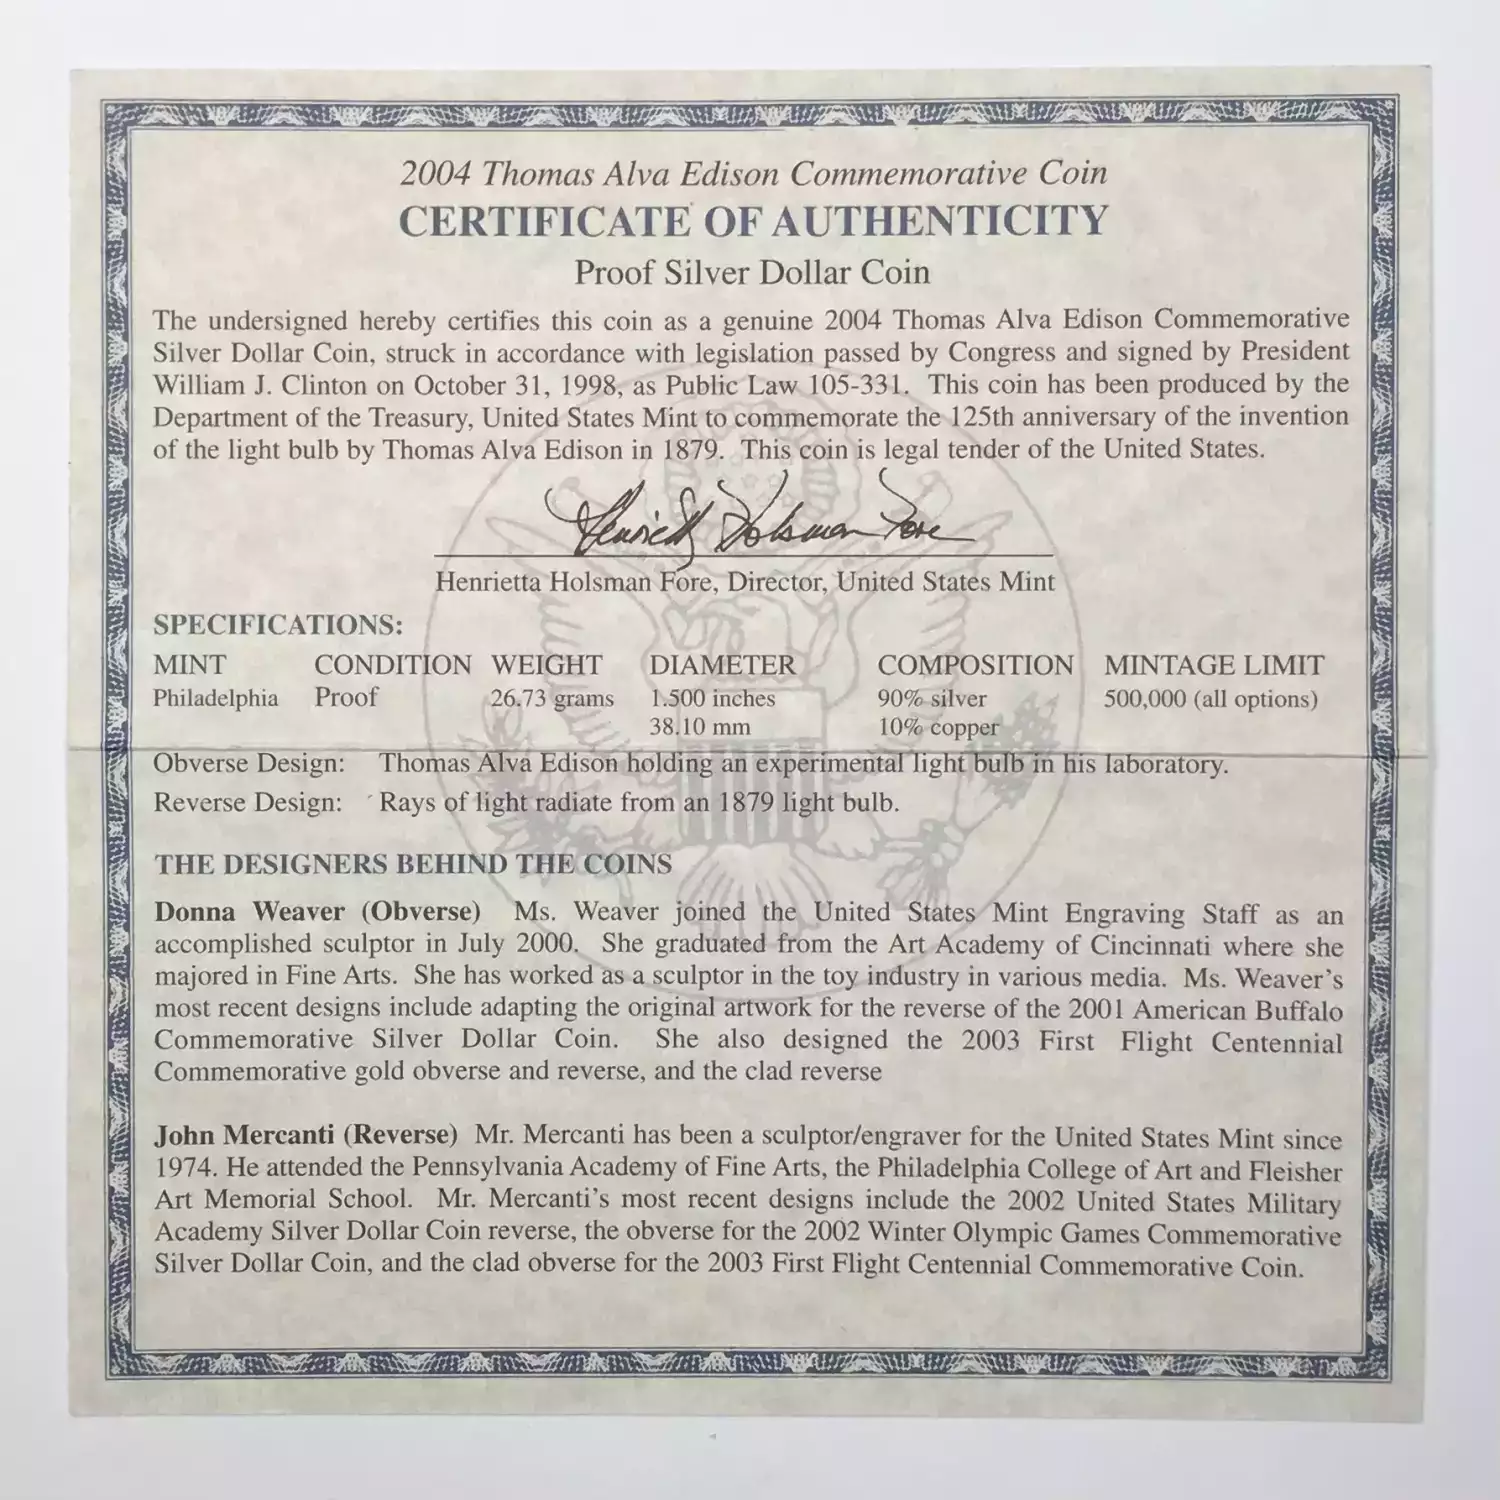 2004 Thomas Alva Edison Commemorative Coin
CERTIFICATE OF AUTHENTICITY
Proof Silver Dollar Coin
The undersigned hereby certifies this coin as a genuine 2004 Thomas Alva Edison Commemorative
Silver Dollar Coin, struck in accordance with legislation passed by Congress and signed by President
William J. Clinton on October 31, 1998, as Public Law 105-331. This coin has been produced by the
Department of the Treasury, United States Mint to commemorate the 125th anniversary of the invention
of the light bulb by Thomas Alva Edison in 1879. This coin is legal tender of the United States.
Henrietta Holsman Fore
Henrietta Holsman Fore, Director, United States Mint
SPECIFICATIONS:
MINT CONDITION WEIGHT DIAMETER COMPOSITION MINTAGE LIMIT
Philadelphia Proof 26.73 grams 1.500 inches 90% silver 500,000 (all options)
38.10 mm 10% copper
Obverse Design: Thomas Alva Edison holding an experimental light bulb in his laboratory.
Reverse Design: Rays of light radiate from an 1879 light bulb.
THE DESIGNERS BEHIND THE COINS
Donna Weaver (Obverse) Ms. Weaver joined the United States Mint Engraving Staff as an
accomplished sculptor in July 2000. She graduated from the Art Academy of Cincinnati where she
majored in Fine Arts. She has worked as a sculptor in the toy industry in various media. Ms. Weaver's
most recent designs include adapting the original artwork for the reverse of the 2001 American Buffalo
Commemorative Silver Dollar Coin. She also designed the 2003 First Flight Centennial
Commemorative gold obverse and reverse, and the clad reverse
John Mercanti (Reverse) Mr. Mercanti has been a sculptor/engraver for the United States Mint since
1974. He attended the Pennsylvania Academy of Fine Arts, the Philadelphia College of Art and Fleisher
Art Memorial School. Mr. Mercanti's most recent designs include the 2002 United States Military
Academy Silver Dollar Coin reverse, the obverse for the 2002 Winter Olympic Games Commemorative
Silver Dollar Coin, and the clad obverse for the 2003 First Flight Centennial Commemorative Coin.